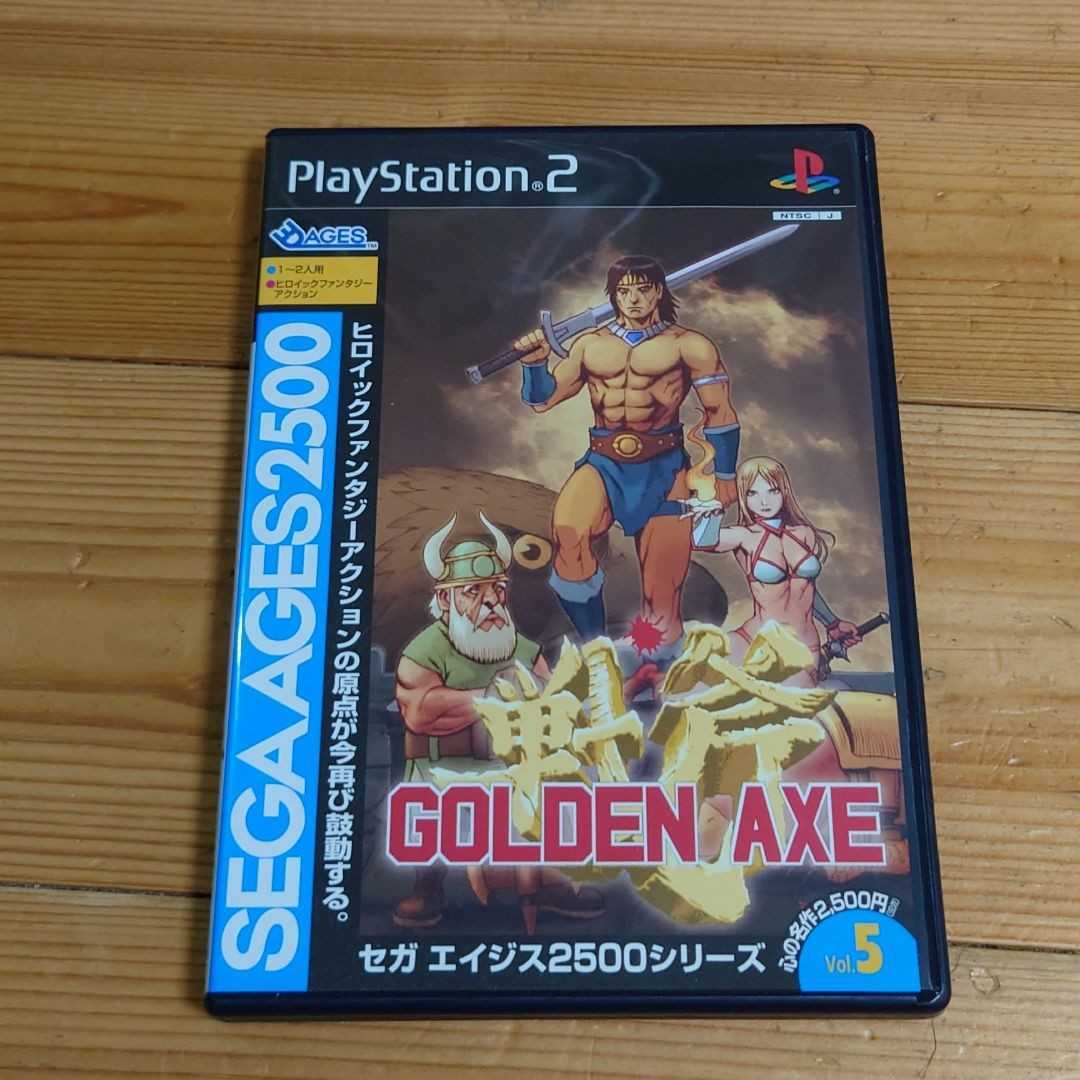 PlayStation®2
NTSC J
AGES™
●1～2人用
●ヒロイックファンタジー
アクション
SEGA AGES 2500
ヒロイックファンタジーアクションの原点が今再び鼓動する。
戦斧
GOLDEN AXE
セガ エイジス2500シリーズ
心の名作2,500円
Vol.5